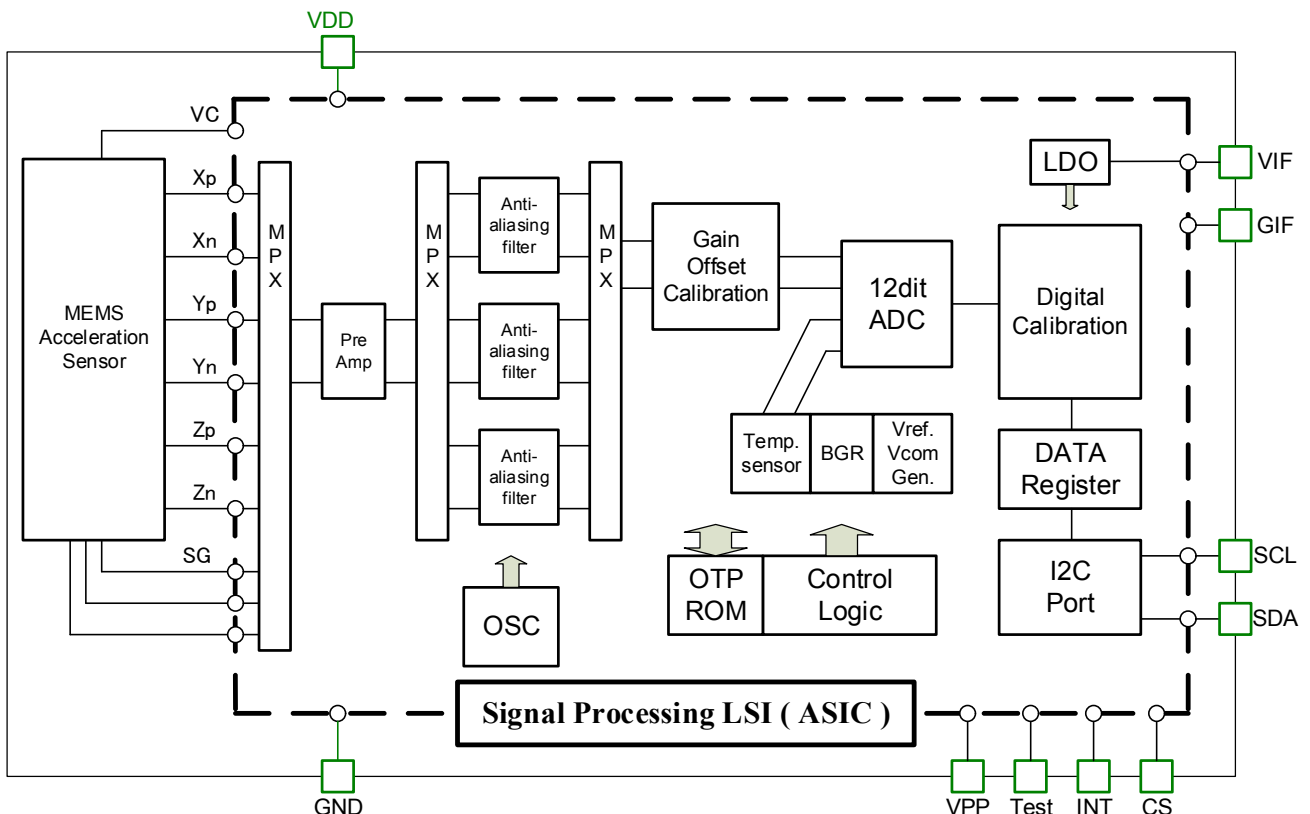 VDD
VC
Xp
Xn
Yp
Yn
Zp
Zn
SG
MEMS
Acceleration
Sensor
M
P
X
Pre
Amp
M
P
X
Anti-
aliasing
filter
Anti-
aliasing
filter
Anti-
aliasing
filter
M
P
X
Gain
Offset
Calibration
12dit
ADC
LDO
Digital
Calibration
VIF
GIF
Temp.
sensor
BGR
Vref.
Vcom
Gen.
DATA
Register
OSC
OTP
ROM
Control
Logic
I2C
Port
SCL
SDA
Signal Processing LSI ( ASIC )
GND
VPP
Test
INT
CS